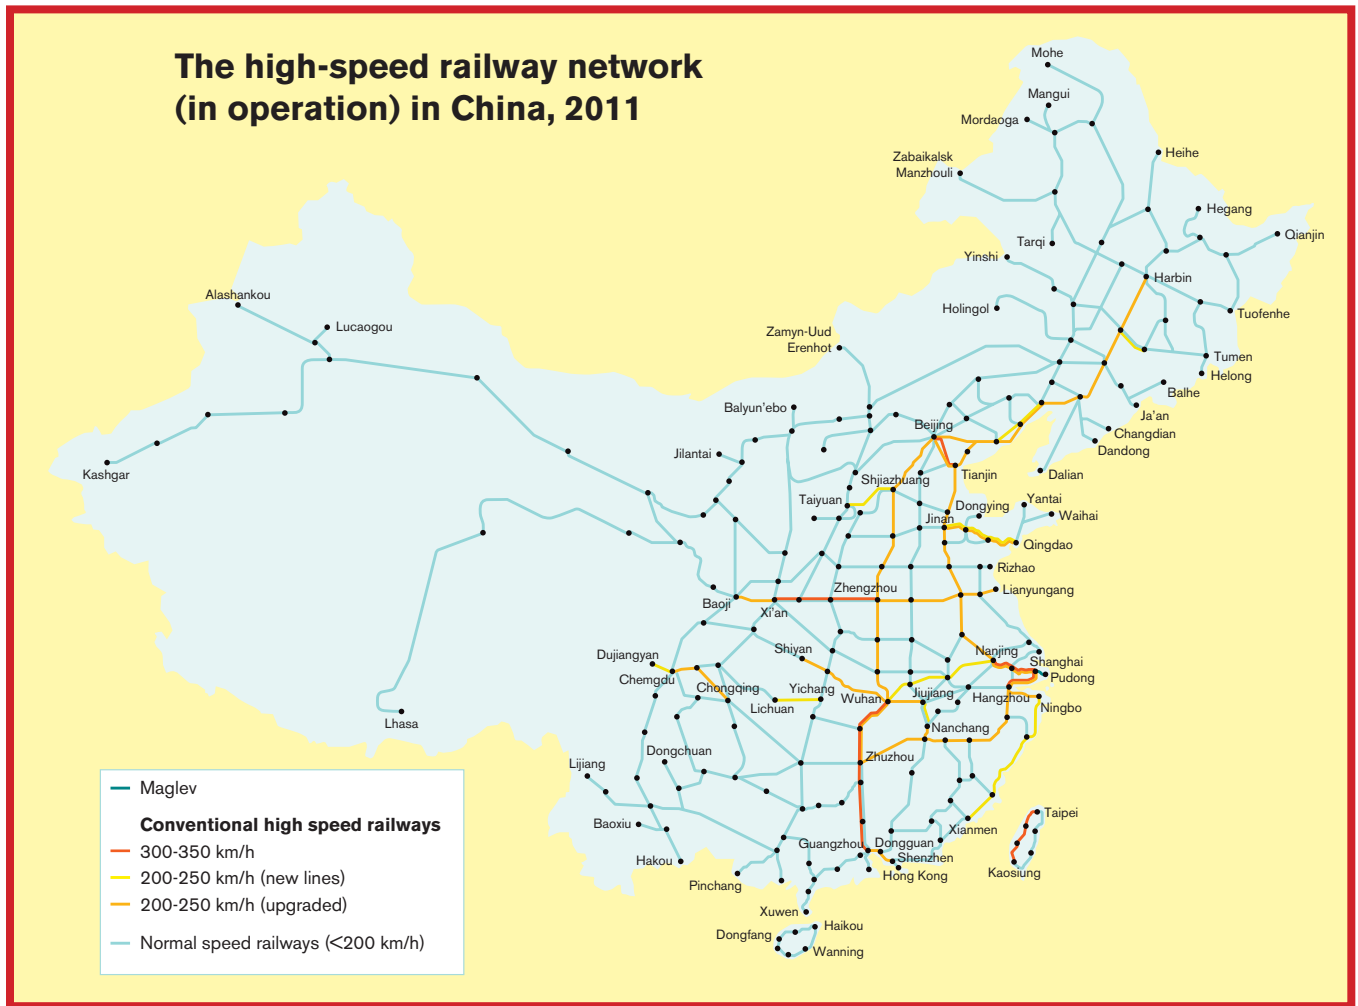 The high-speed railway network
(in operation) in China, 2011
Mohe
Mangui
Mordaoga
Zabaikalsk
Manzhouli
Heihe
Hegang
Qianjin
Tarqi
Yinshi
Harbin
Alashankou
Lucaogou
Holingol
Tuofenhe
Zamyn-Uud
Erenhot
Tumen
Helong
Balhe
Balyun'ebo
Ja'an
Beijing
Changdian
Dandong
Jilantai
Kashgar
Shjiazhuang
Tianjin
Dalian
Taiyuan
Dongying
Yantai
Waihai
Jinan
Qingdao
Rizhao
Zhengzhou
Lianyungang
Baoji
Xi'an
Dujiangyan
Shiyan
Nanjing
Shanghai
Pudong
Chemgdu
Chongqing
Yichang
Lichuan
Wuhan
Jiujiang
Hangzhou
Ningbo
Lhasa
Nanchang
Dongchuan
Zhuzhou
Lijiang
Baoxiu
Taipei
Xianmen
Hakou
Guangzhou
Dongguan
Shenzhen
Hong Kong
Kaosiung
Pinchang
Xuwen
Haikou
Dongfang
Wanning
Maglev
Conventional high speed railways
300-350 km/h
200-250 km/h (new lines)
200-250 km/h (upgraded)
Normal speed railways (<200 km/h)